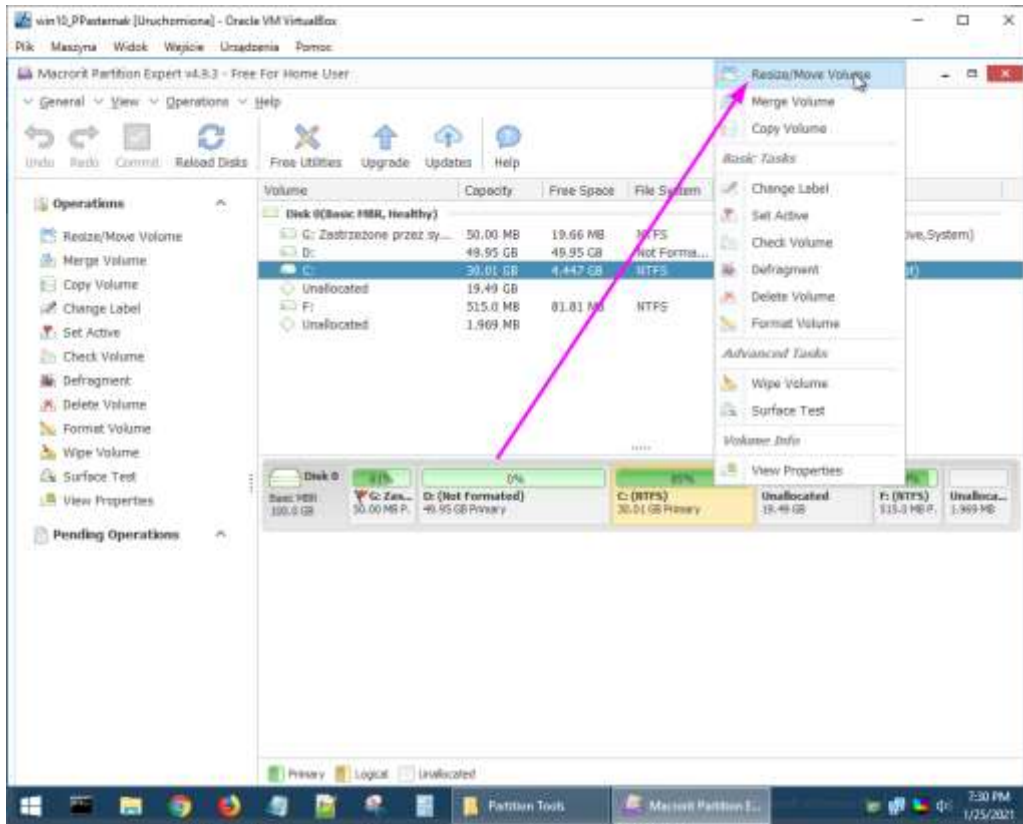 win10_PPasternak [Uruchomiona] - Oracle VM VirtualBox
Plik Maszyna Widok Wejście Urządzenia Pomoc
Macrorit Partition Expert v4.9.3 - Free For Home User
General View Operations Help
Undo Redo Commit Reload Disks Free Utilities Upgrade Updates Help
Resize/Move Volume
Merge Volume
Copy Volume
Basic Tasks
Change Label
Set Active
Check Volume
Defragment
Delete Volume
Format Volume
Advanced Tasks
Wipe Volume
Surface Test
Volume Info
View Properties
Operations
Resize/Move Volume
Merge Volume
Copy Volume
Change Label
Set Active
Check Volume
Defragment
Delete Volume
Format Volume
Wipe Volume
Surface Test
View Properties
Pending Operations
Volume Capacity Free Space File System
Disk 0(Basic MBR, Healthy)
G: Zastrzeżone przez sy... 50.00 MB 19.66 MB NTFS ive,System)
D: 49.95 GB 49.95 GB Not Forma...
C: 30.01 GB 4.447 GB NTFS
Unallocated 19.49 GB
F: 515.0 MB 81.81 MB NTFS
Unallocated 1.969 MB
Disk 0
Basic MBR
100.0 GB
G: Zas...
50.00 MB P.
0%
D: (Not Formated)
49.95 GB Primary
85%
C: (NTFS)
30.01 GB Primary
Unallocated
19.49 GB
F: (NTFS)
515.0 MB P.
Unalloca...
1.969 MB
Primary Logical Unallocated
Partition Tools
Macrorit Partition E...
7:30 PM
1/25/2021